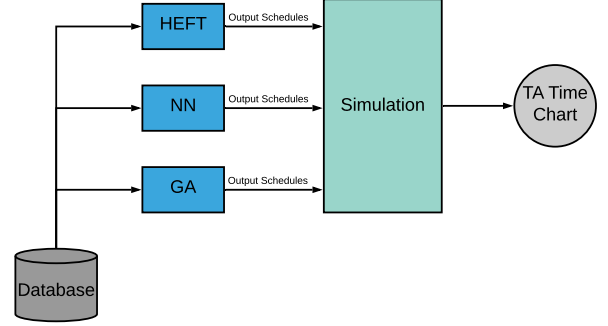 HEFT
Output Schedules
NN
Output Schedules
GA
Output Schedules
Simulation
TA Time
Chart
Database